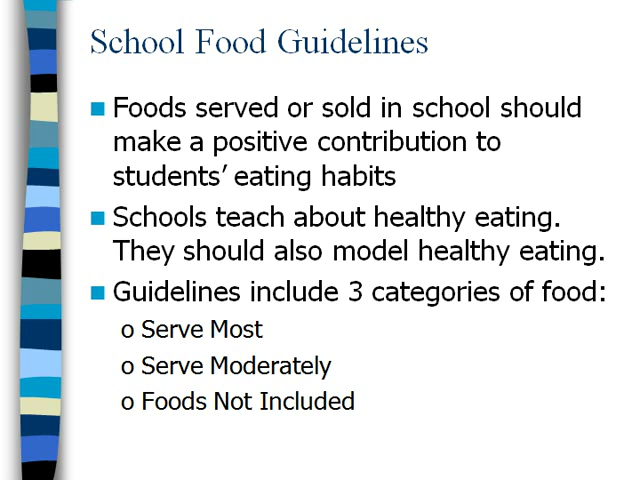 School Food Guidelines
Foods served or sold in school should
make a positive contribution to
students’ eating habits
Schools teach about healthy eating.
They should also model healthy eating.
Guidelines include 3 categories of food:
o Serve Most
o Serve Moderately
o Foods Not Included